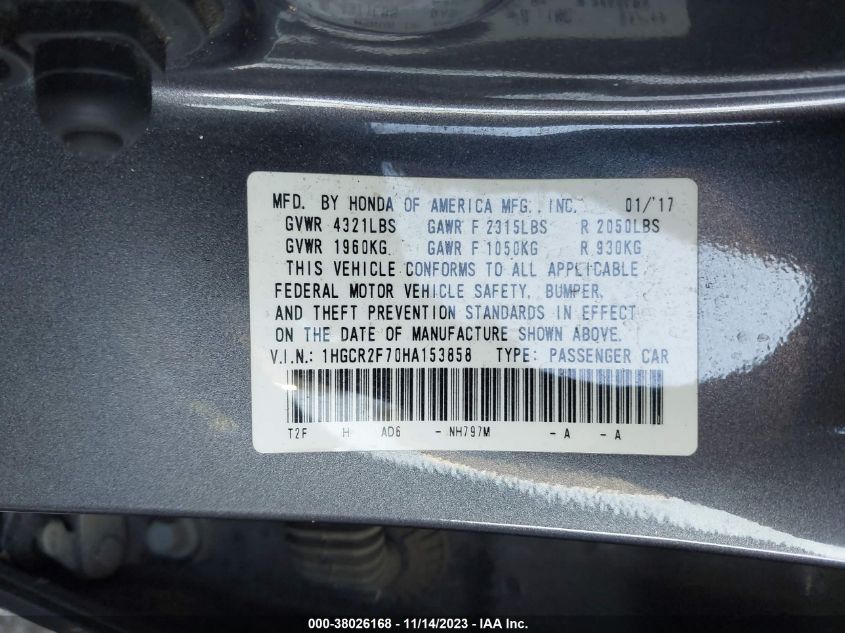 MFD. BY HONDA OF AMERICA MFG., INC. 01/'17
GVWR 4321LBS GAWR F 2315LBS R 2050LBS
GVWR 1960KG GAWR F 1050KG R 930KG
THIS VEHICLE CONFORMS TO ALL APPLICABLE
FEDERAL MOTOR VEHICLE SAFETY, BUMPER,
AND THEFT PREVENTION STANDARDS IN EFFECT
ON THE DATE OF MANUFACTURE SHOWN ABOVE.
V.I.N.: 1HGCR2F70HA153858 TYPE: PASSENGER CAR
T2F H AD6 - NH797M - A - A
000-38026168 - 11/14/2023 - IAA Inc.